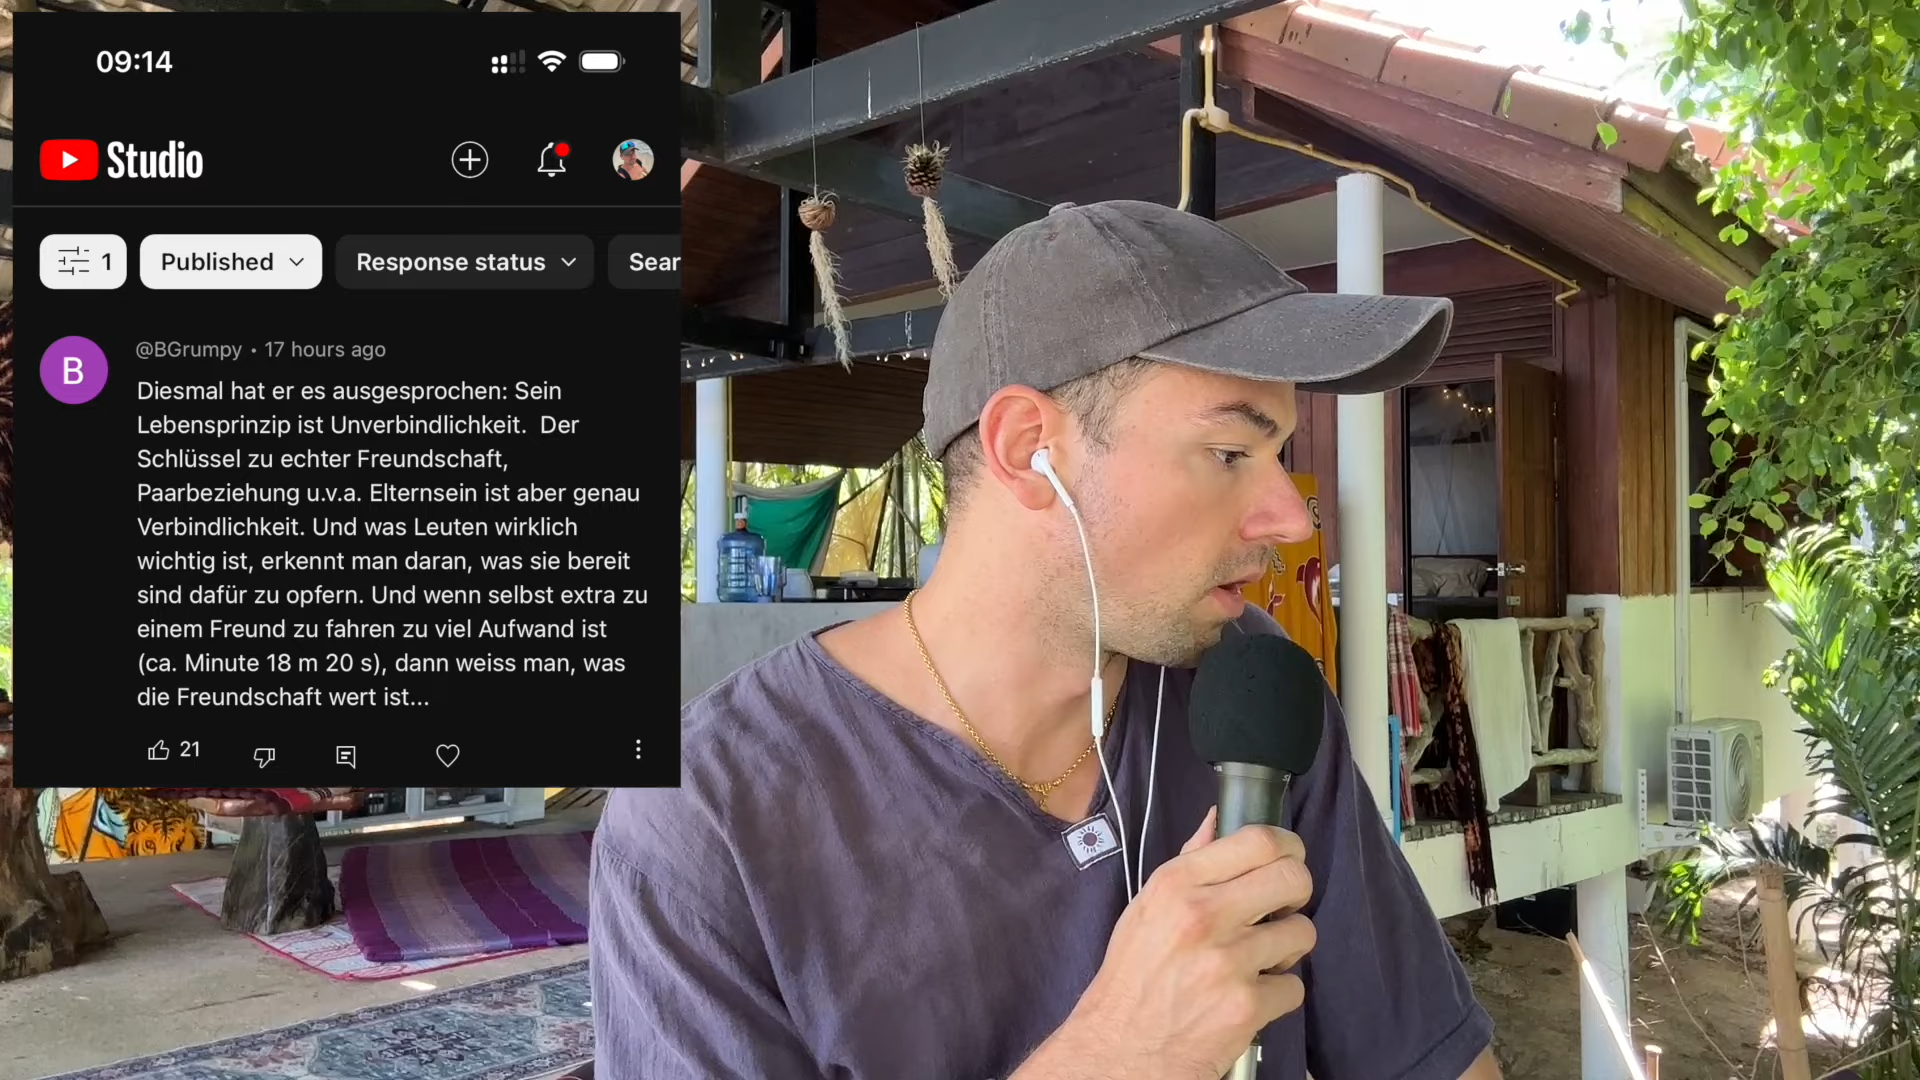 09:14
Studio
1
Published
Response status
Sear
B
@BGrumpy • 17 hours ago
Diesmal hat er es ausgesprochen: Sein
Lebensprinzip ist Unverbindlichkeit.  Der
Schlüssel zu echter Freundschaft,
Paarbeziehung u.v.a. Elternsein ist aber genau
Verbindlichkeit. Und was Leuten wirklich
wichtig ist, erkennt man daran, was sie bereit
sind dafür zu opfern. Und wenn selbst extra zu
einem Freund zu fahren zu viel Aufwand ist
(ca. Minute 18 m 20 s), dann weiss man, was
die Freundschaft wert ist...
21